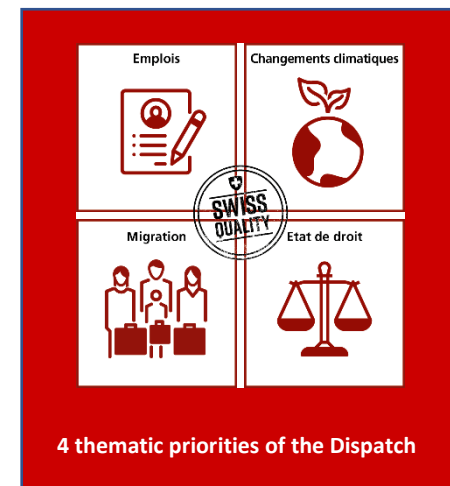 Emplois
Changements climatiques
SWISS
QUALITY
Migration
Etat de droit
4 thematic priorities of the Dispatch